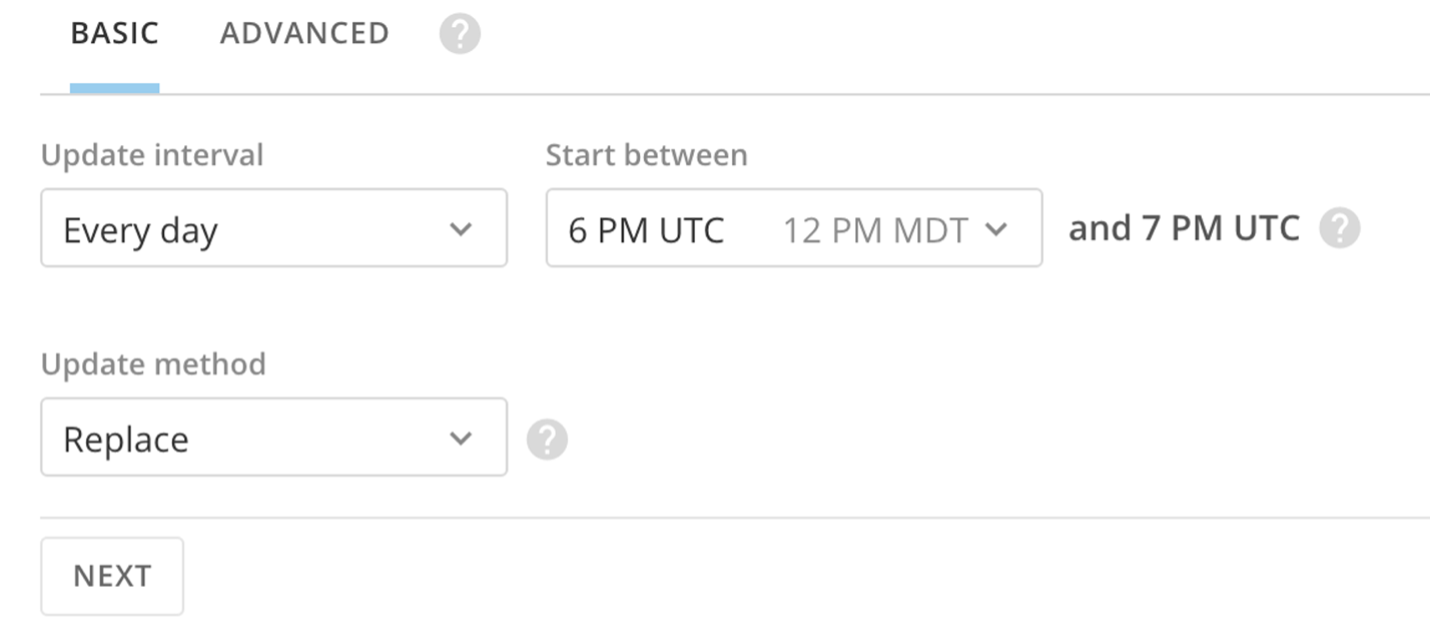 BASIC ADVANCED ?
Update interval Start between
Every day 6 PM UTC 12 PM MDT and 7 PM UTC ?
Update method
Replace ?
NEXT